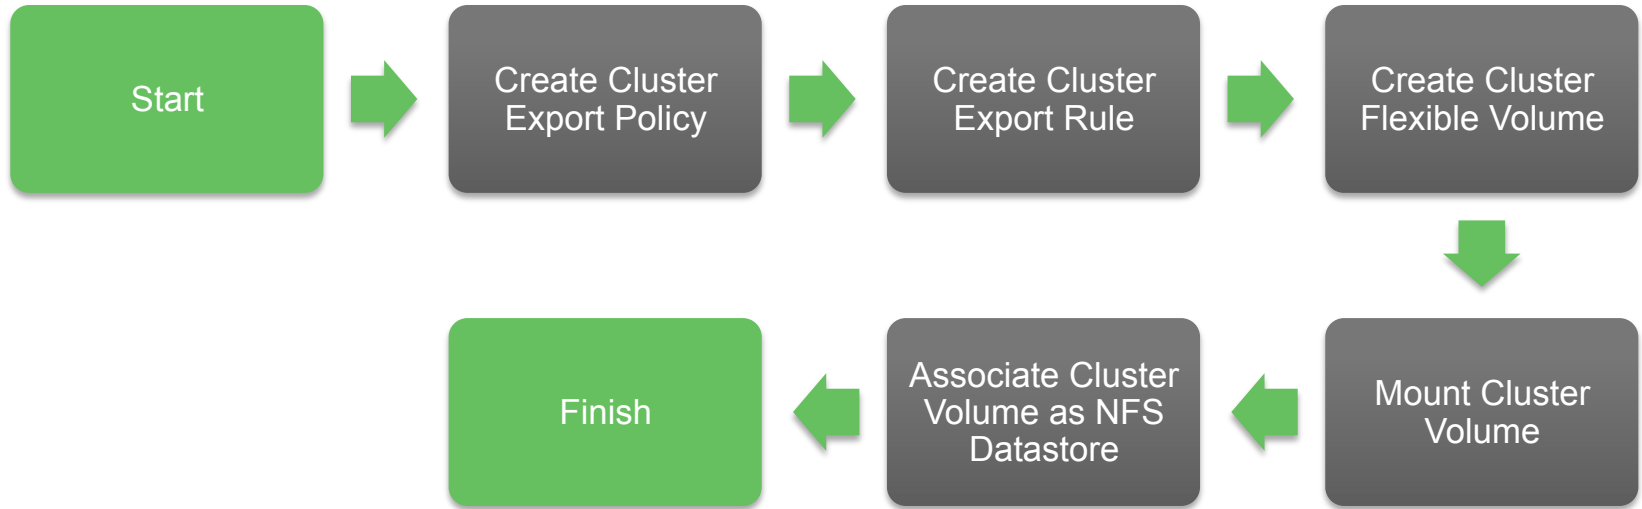 Start
Create Cluster
Export Policy
Create Cluster
Export Rule
Create Cluster
Flexible Volume
Mount Cluster
Volume
Associate Cluster
Volume as NFS
Datastore
Finish